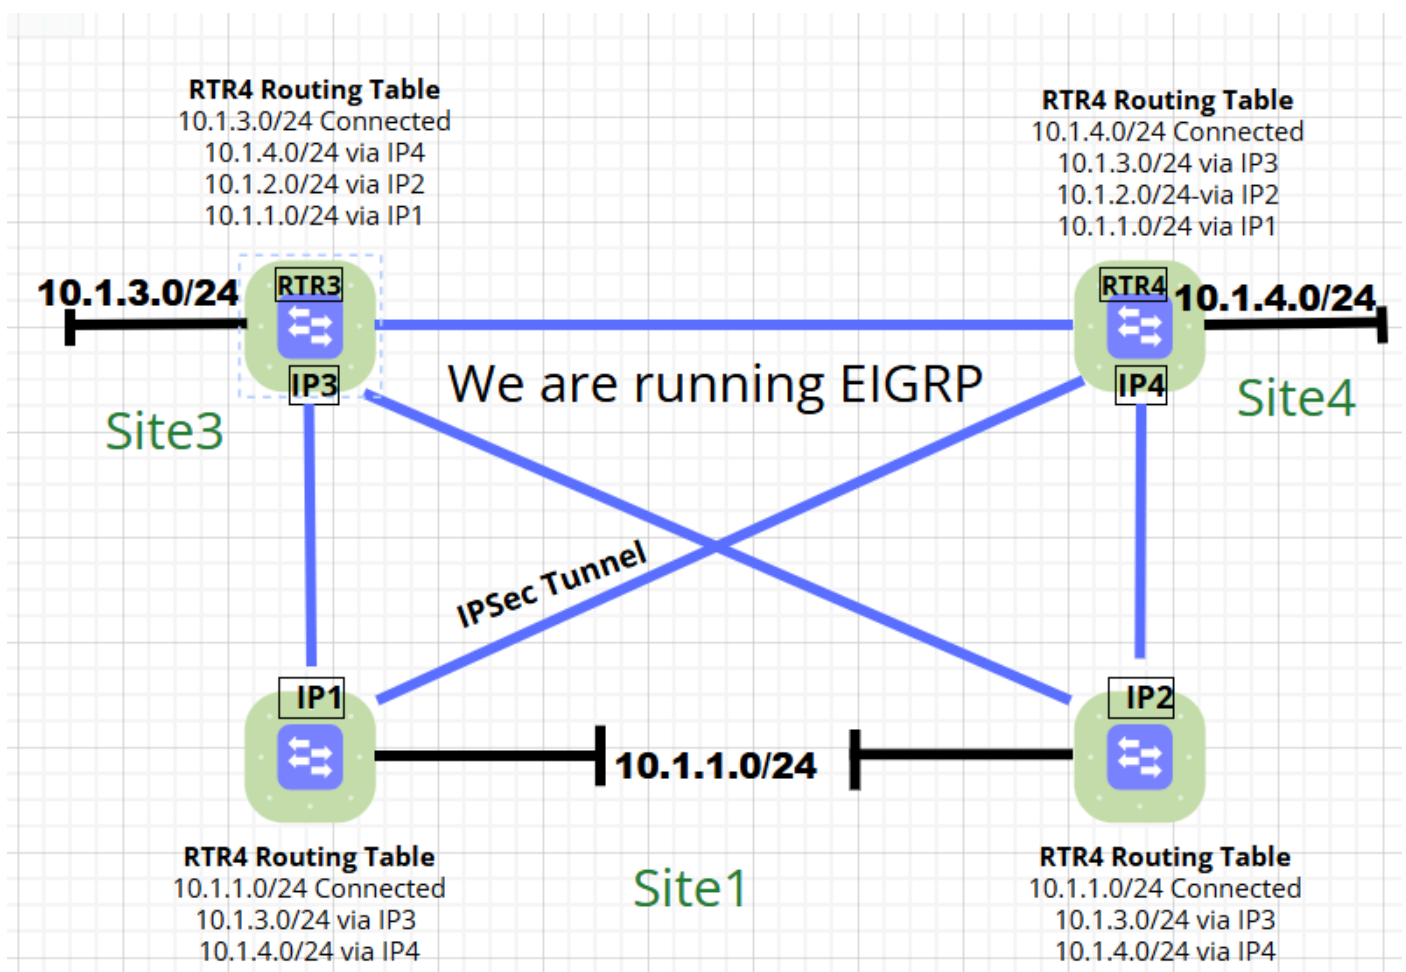 RTR4 Routing Table
10.1.3.0/24 Connected
10.1.4.0/24 via IP4
10.1.2.0/24 via IP2
10.1.1.0/24 via IP1
RTR4 Routing Table
10.1.4.0/24 Connected
10.1.3.0/24 via IP3
10.1.2.0/24-via IP2
10.1.1.0/24 via IP1
10.1.3.0/24
RTR3
IP3
Site3
We are running EIGRP
RTR4
10.1.4.0/24
IP4
Site4
IPSec Tunnel
IP1
10.1.1.0/24
IP2
RTR4 Routing Table
10.1.1.0/24 Connected
10.1.3.0/24 via IP3
10.1.4.0/24 via IP4
Site1
RTR4 Routing Table
10.1.1.0/24 Connected
10.1.3.0/24 via IP3
10.1.4.0/24 via IP4